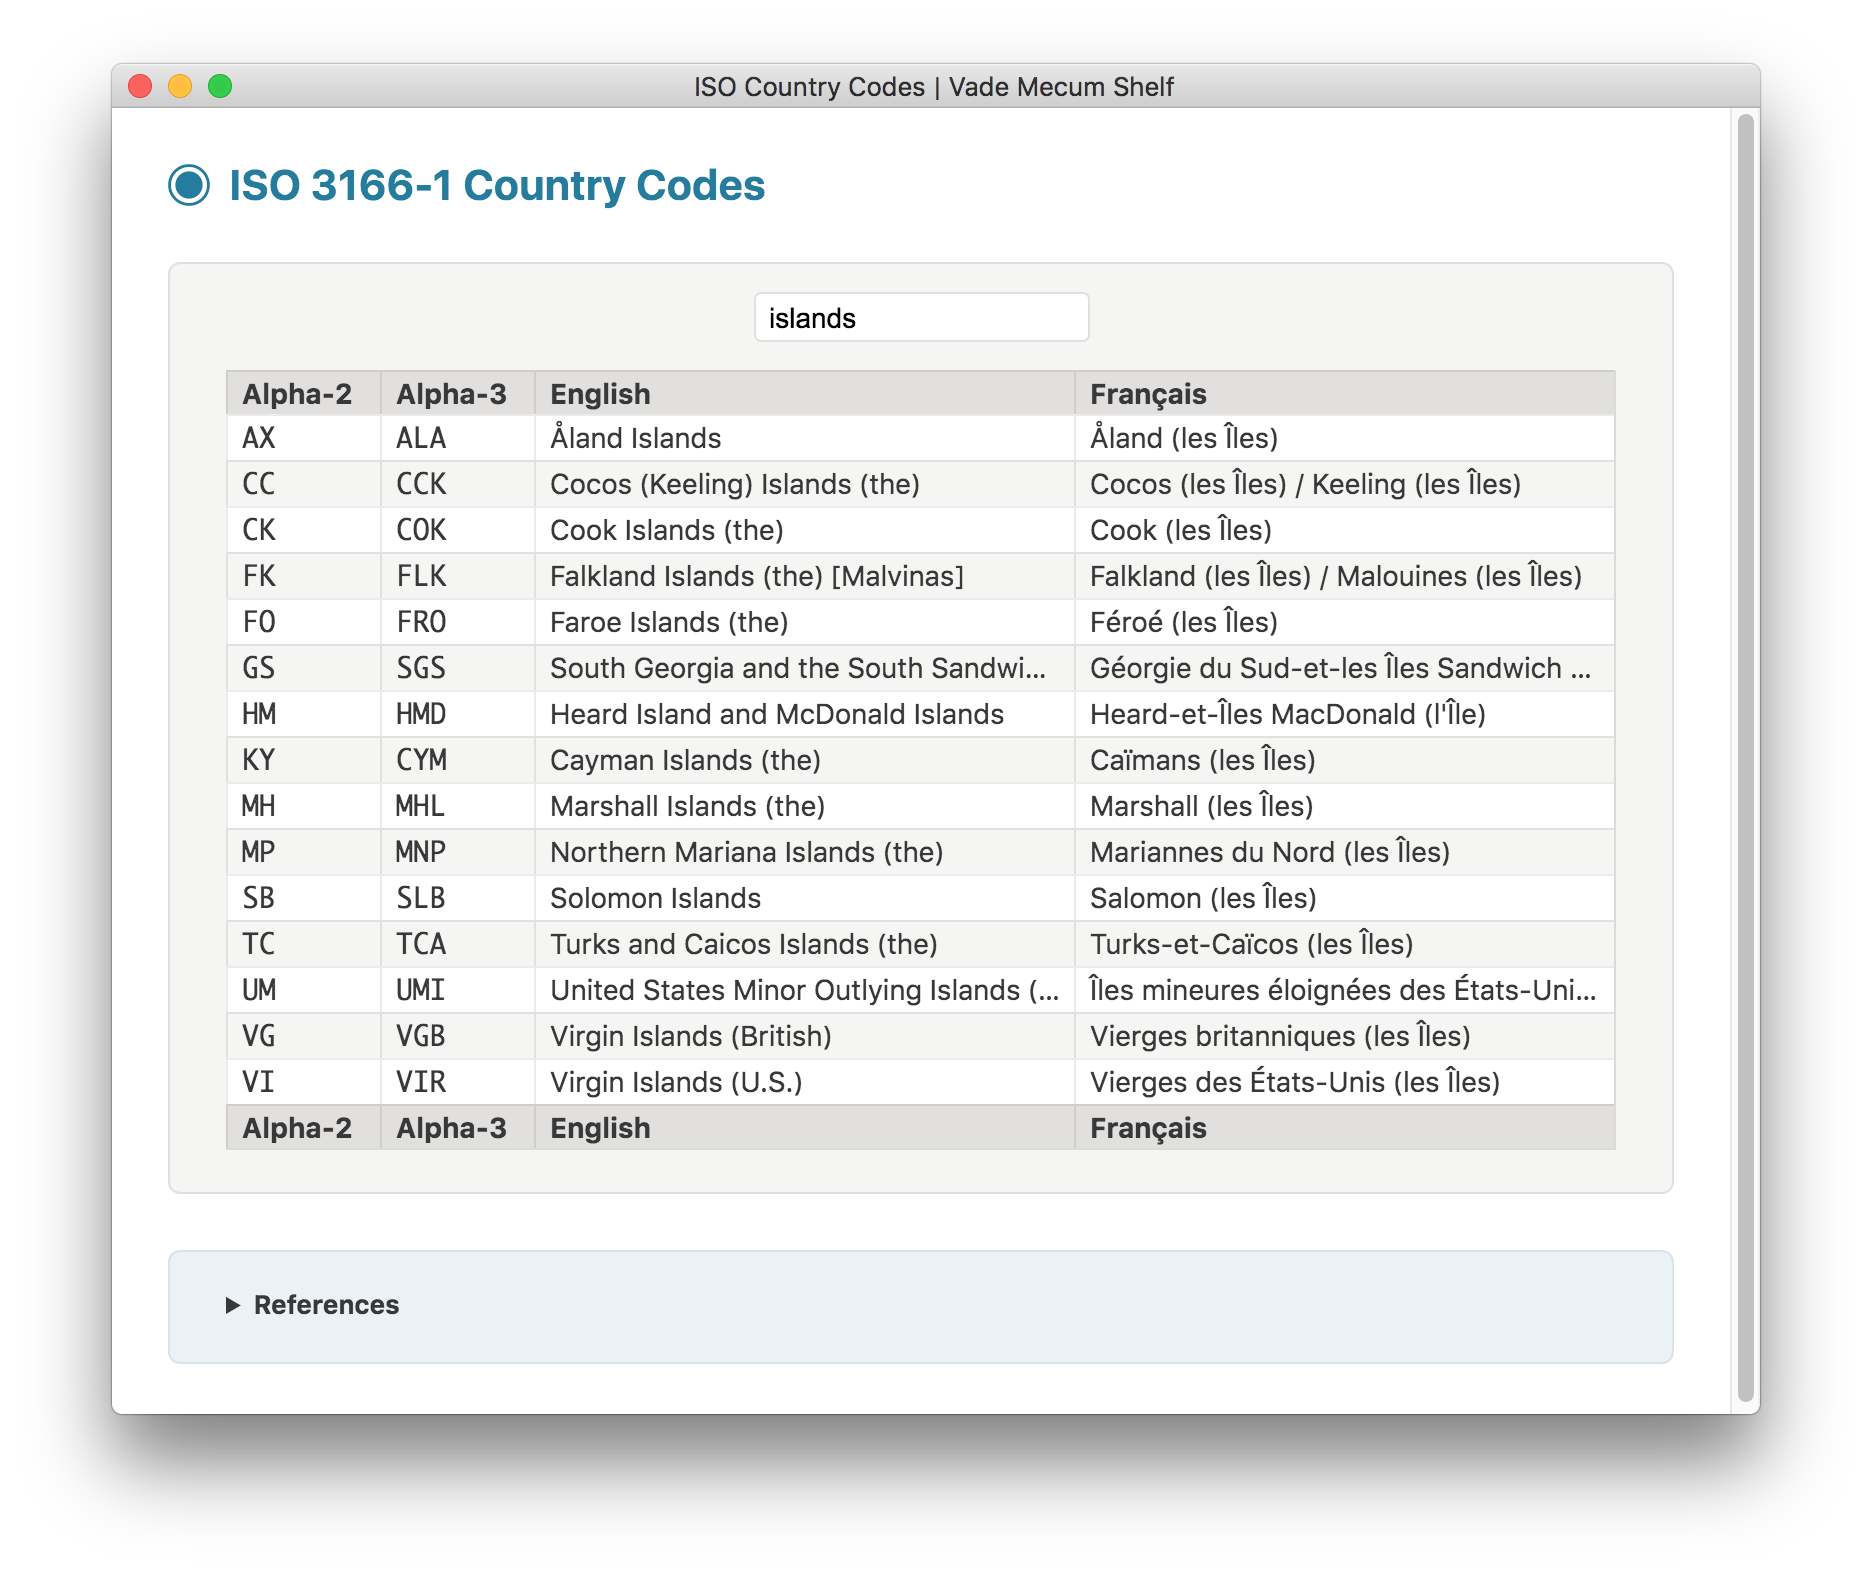 ISO Country Codes | Vade Mecum Shelf
ISO 3166-1 Country Codes
islands
Alpha-2 Alpha-3 English Français
AX ALA Åland Islands Åland (les Îles)
CC CCK Cocos (Keeling) Islands (the) Cocos (les Îles) / Keeling (les Îles)
CK COK Cook Islands (the) Cook (les Îles)
FK FLK Falkland Islands (the) [Malvinas] Falkland (les Îles) / Malouines (les Îles)
FO FRO Faroe Islands (the) Féroé (les Îles)
GS SGS South Georgia and the South Sandwi... Géorgie du Sud-et-les Îles Sandwich ...
HM HMD Heard Island and McDonald Islands Heard-et-Îles MacDonald (l'Île)
KY CYM Cayman Islands (the) Caïmans (les Îles)
MH MHL Marshall Islands (the) Marshall (les Îles)
MP MNP Northern Mariana Islands (the) Mariannes du Nord (les Îles)
SB SLB Solomon Islands Salomon (les Îles)
TC TCA Turks and Caicos Islands (the) Turks-et-Caïcos (les Îles)
UM UMI United States Minor Outlying Islands (... Îles mineures éloignées des États-Uni...
VG VGB Virgin Islands (British) Vierges britanniques (les Îles)
VI VIR Virgin Islands (U.S.) Vierges des États-Unis (les Îles)
Alpha-2 Alpha-3 English Français
References